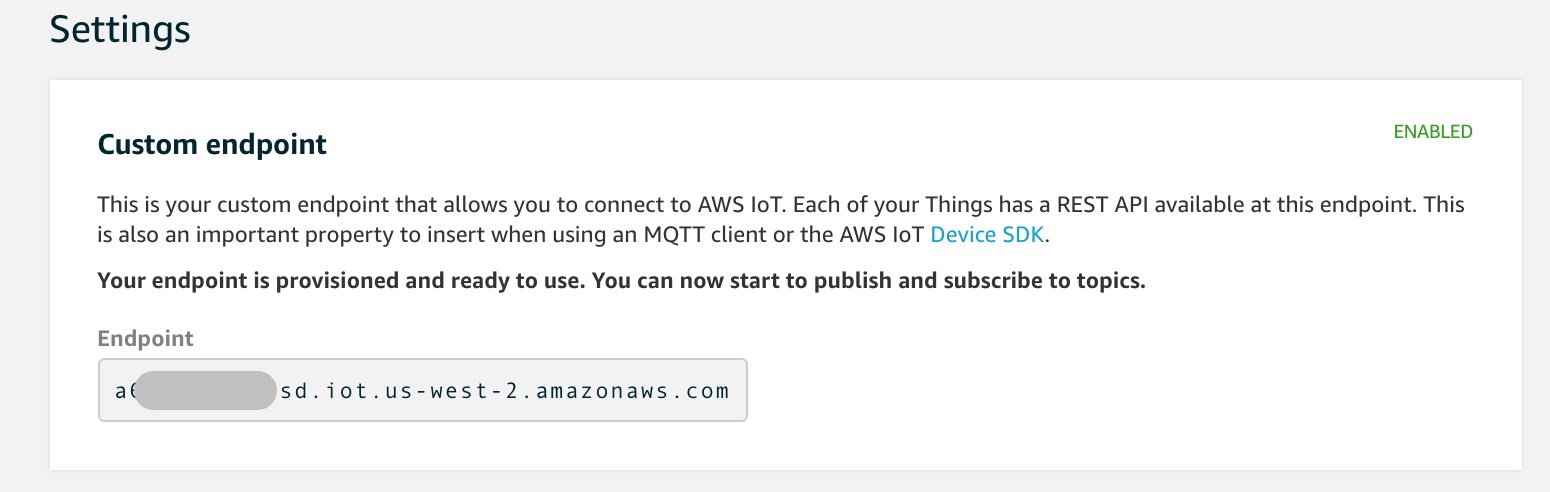 Settings
Custom endpoint
ENABLED
This is your custom endpoint that allows you to connect to AWS IoT. Each of your Things has a REST API available at this endpoint. This
is also an important property to insert when using an MQTT client or the AWS IoT Device SDK.
Your endpoint is provisioned and ready to use. You can now start to publish and subscribe to topics.
Endpoint
sd.iot.us-west-2.amazonaws.com